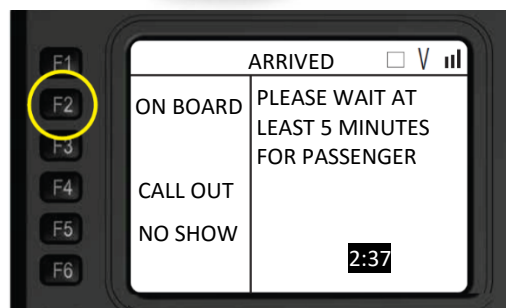 F1
F2
F3
F4
F5
F6
ARRIVED V
ON BOARD
CALL OUT
NO SHOW
PLEASE WAIT AT
LEAST 5 MINUTES
FOR PASSENGER
2:37